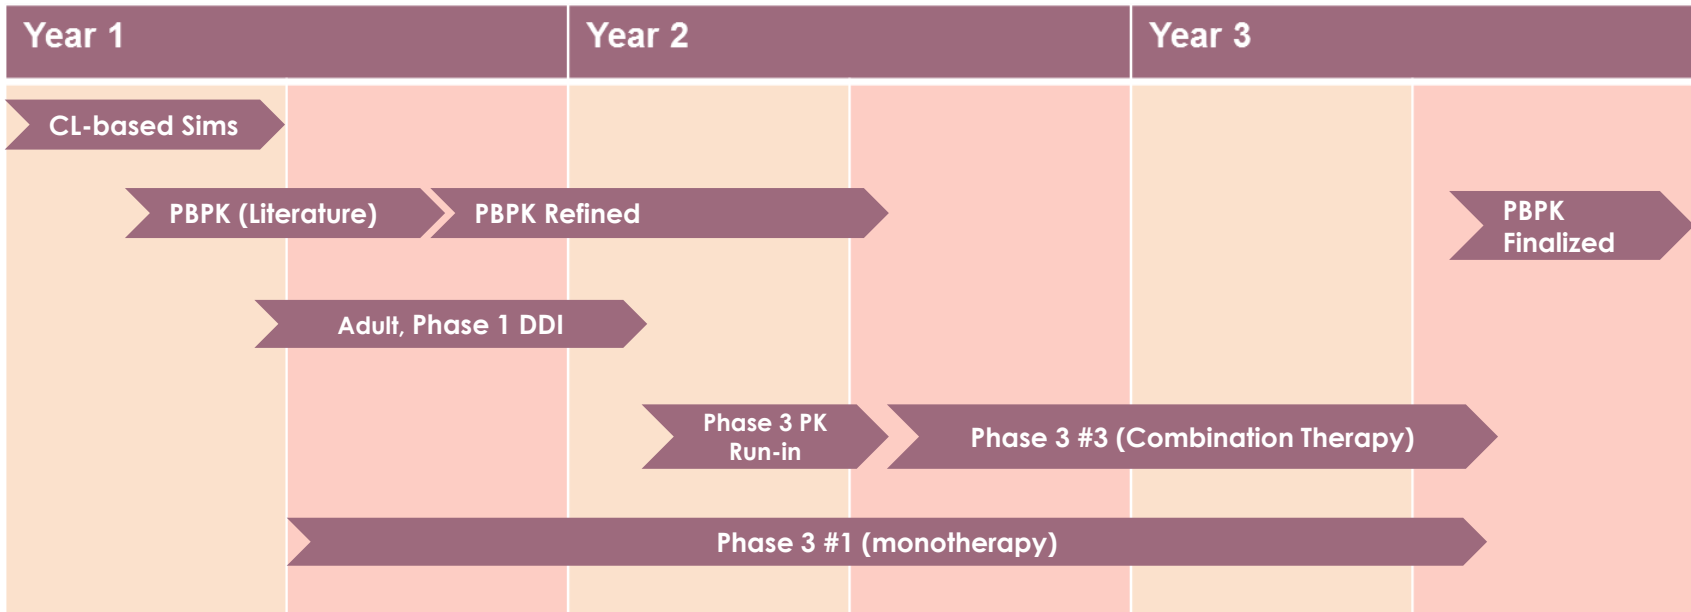 Year 1
Year 2
Year 3
CL-based Sims
PBPK (Literature)
PBPK Refined
PBPK
Finalized
Adult, Phase 1 DDI
Phase 3 PK
Run-in
Phase 3 #3 (Combination Therapy)
Phase 3 #1 (monotherapy)